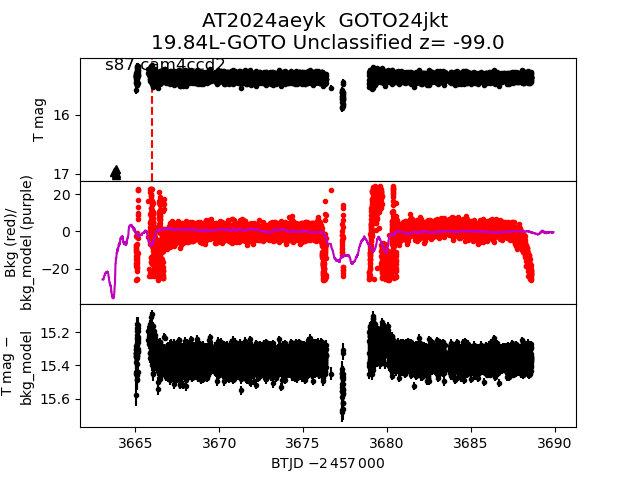 AT2024aeyk GOTO24jkt
19.84L-GOTO Unclassified z= -99.0
s87 cam4ccd2
T mag
16
17
Bkg (red)/
bkg_model (purple)
20
0
−20
T mag −
bkg_model
15.2
15.4
15.6
3665 3670 3675 3680 3685 3690
BTJD −2 457 000